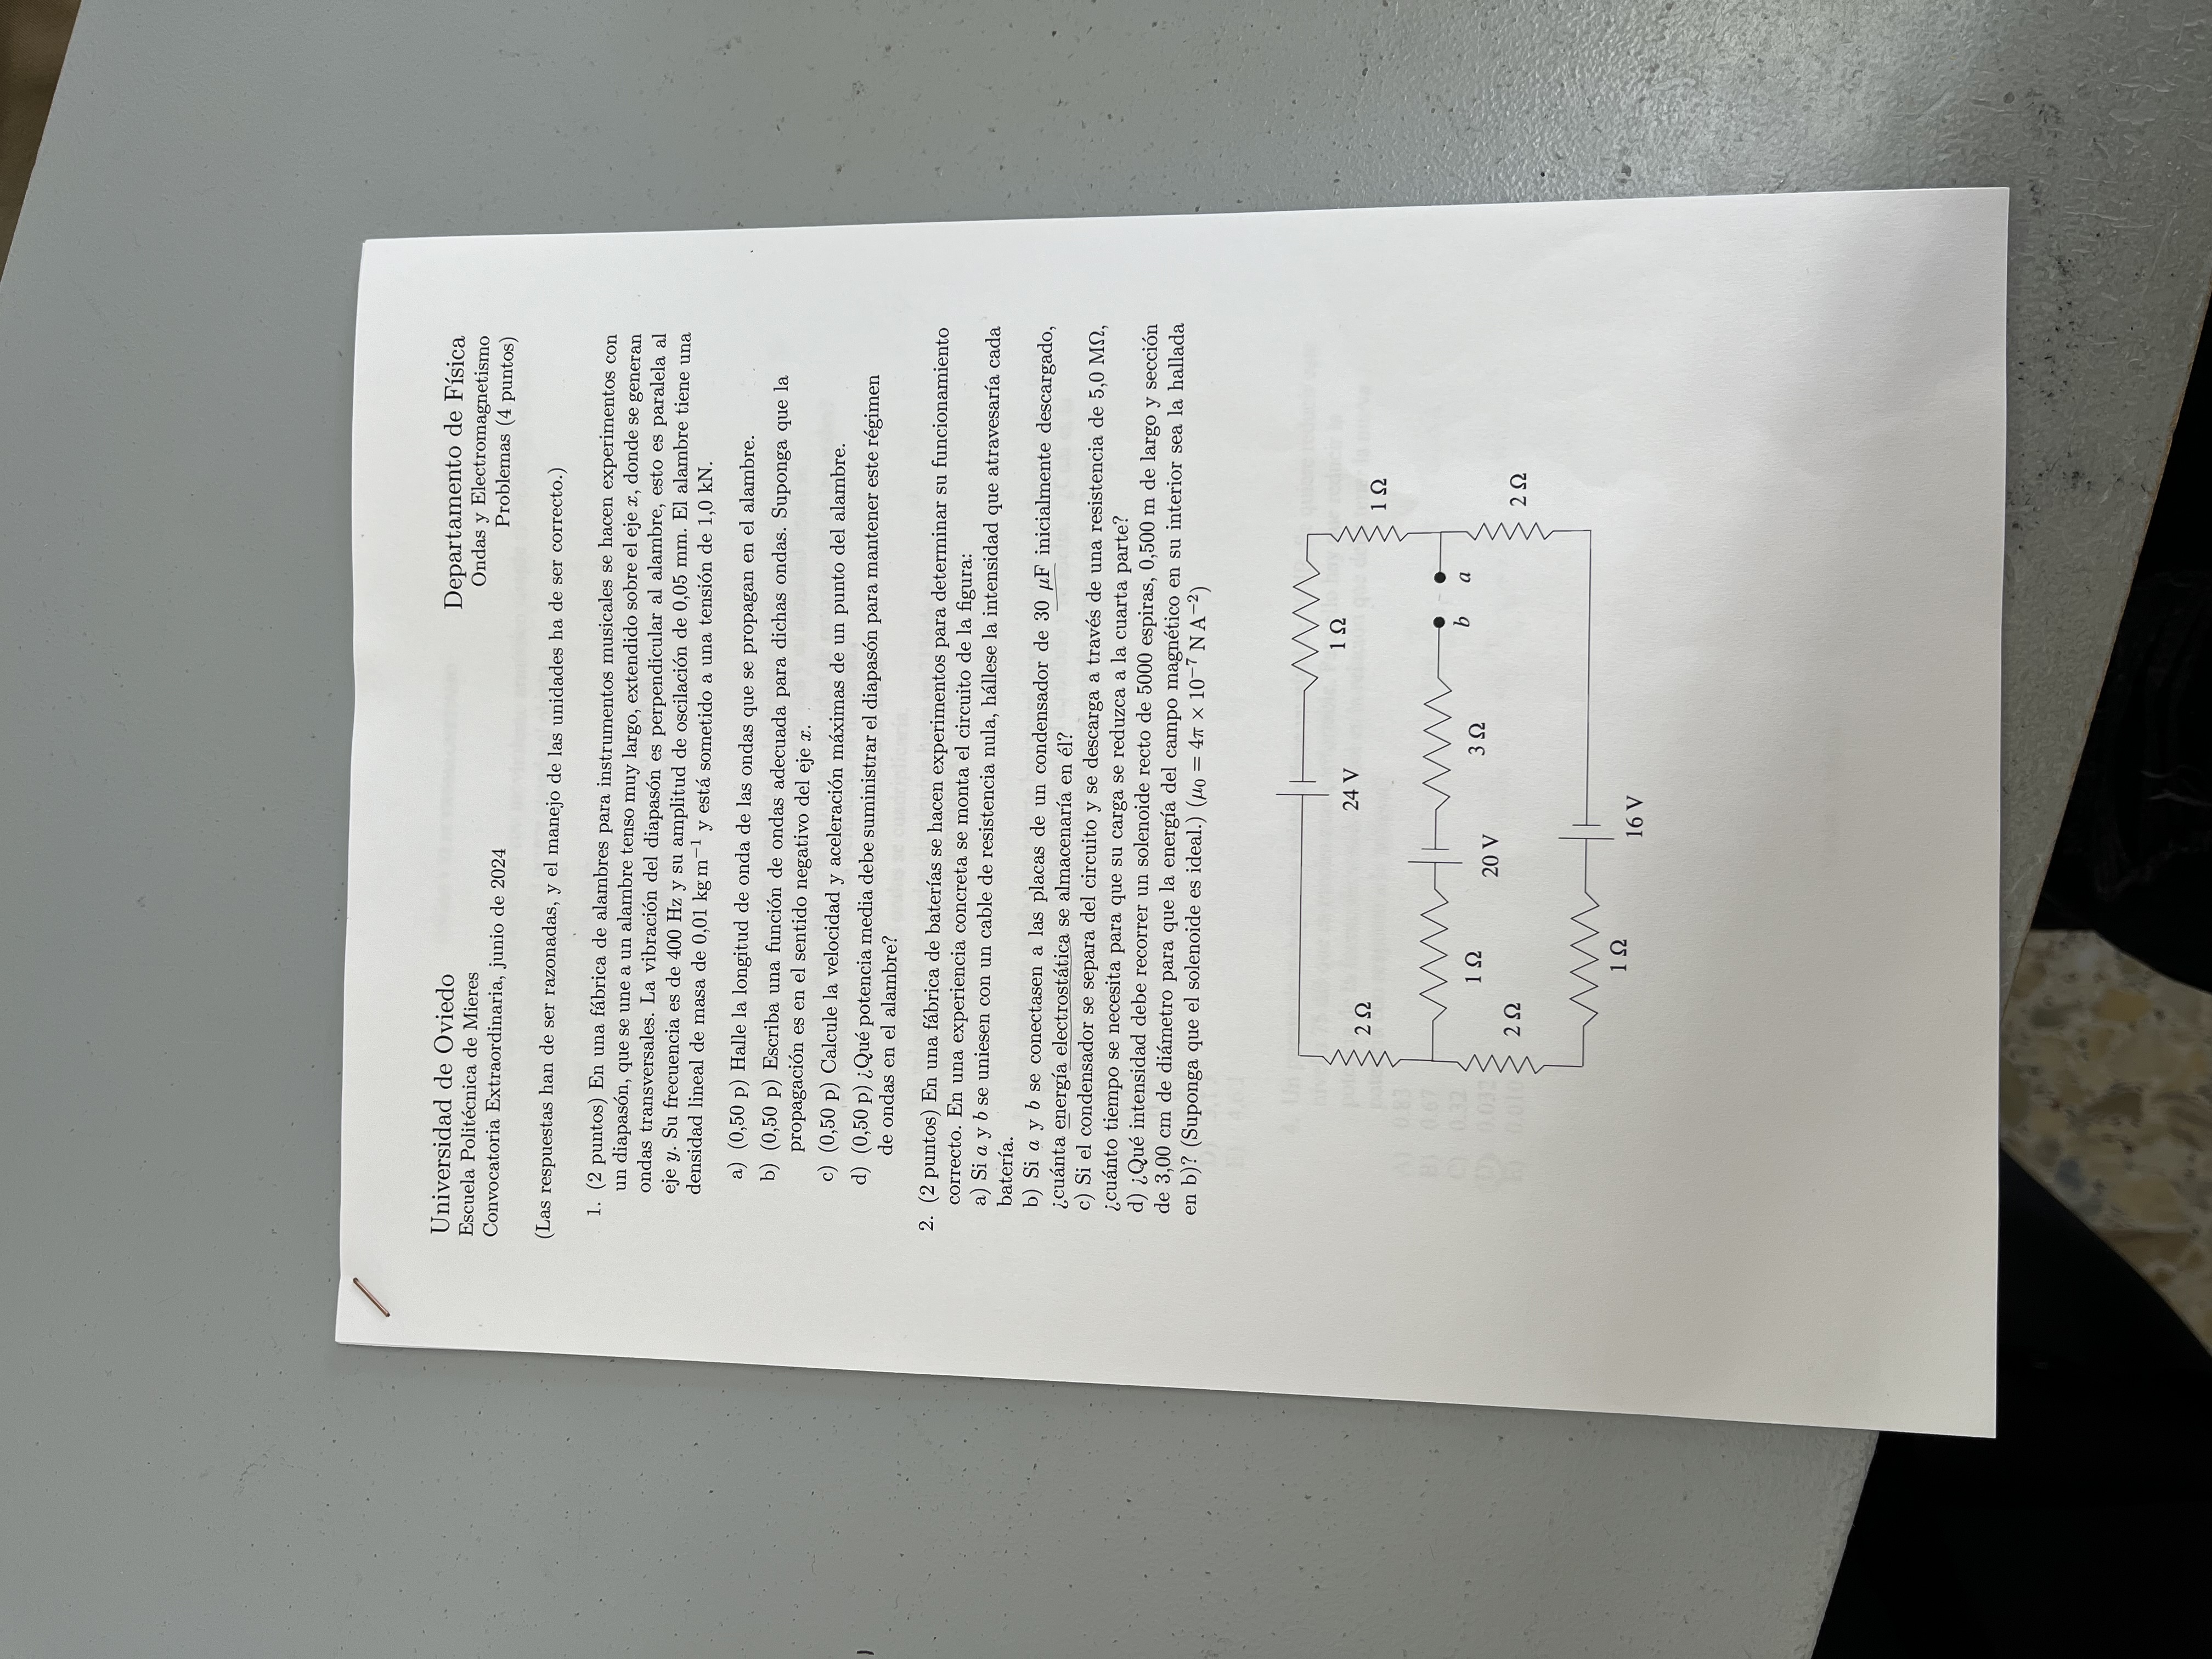 Universidad de Oviedo
Escuela Politécnica de Mieres
Convocatoria Extraordinaria, junio de 2024
Departamento de Física
Ondas y Electromagnetismo
Problemas (4 puntos)
(Las respuestas han de ser razonadas, y el manejo de las unidades ha de ser correcto.)
1. (2 puntos) En una fábrica de alambres para instrumentos musicales se hacen experimentos con
un diapasón, que se une a un alambre tenso muy largo, extendido sobre el eje x, donde se generan
ondas transversales. La vibración del diapasón es perpendicular al alambre, esto es paralela al
eje y. Su frecuencia es de 400 Hz y su amplitud de oscilación de 0,05 mm. El alambre tiene una
densidad lineal de masa de 0,01 kg m⁻¹ y está sometido a una tensión de 1,0 kN.
a) (0,50 p) Halle la longitud de onda de las ondas que se propagan en el alambre.
b) (0,50 p) Escriba una función de ondas adecuada para dichas ondas. Suponga que la
propagación es en el sentido negativo del eje x.
c) (0,50 p) Calcule la velocidad y aceleración máximas de un punto del alambre.
d) (0,50 p) ¿Qué potencia media debe suministrar el diapasón para mantener este régimen
de ondas en el alambre?
2. (2 puntos) En una fábrica de baterías se hacen experimentos para determinar su funcionamiento
correcto. En una experiencia concreta se monta el circuito de la figura:
a) Si a y b se uniesen con un cable de resistencia nula, hállese la intensidad que atravesaría cada
batería.
b) Si a y b se conectasen a las placas de un condensador de 30 μF inicialmente descargado,
¿cuánta energía electrostática se almacenaría en él?
c) Si el condensador se separa del circuito y se descarga a través de una resistencia de 5,0 MΩ,
¿cuánto tiempo se necesita para que su carga se reduzca a la cuarta parte?
d) ¿Qué intensidad debe recorrer un solenoide recto de 5000 espiras, 0,500 m de largo y sección
de 3,00 cm de diámetro para que la energía del campo magnético en su interior sea la hallada
en b)? (Suponga que el solenoide es ideal.) (μ₀ = 4π × 10⁻⁷ N A⁻²)
24 V
1 Ω
2 Ω
1 Ω
1 Ω
20 V
3 Ω
b
a
2 Ω
2 Ω
1 Ω
16 V